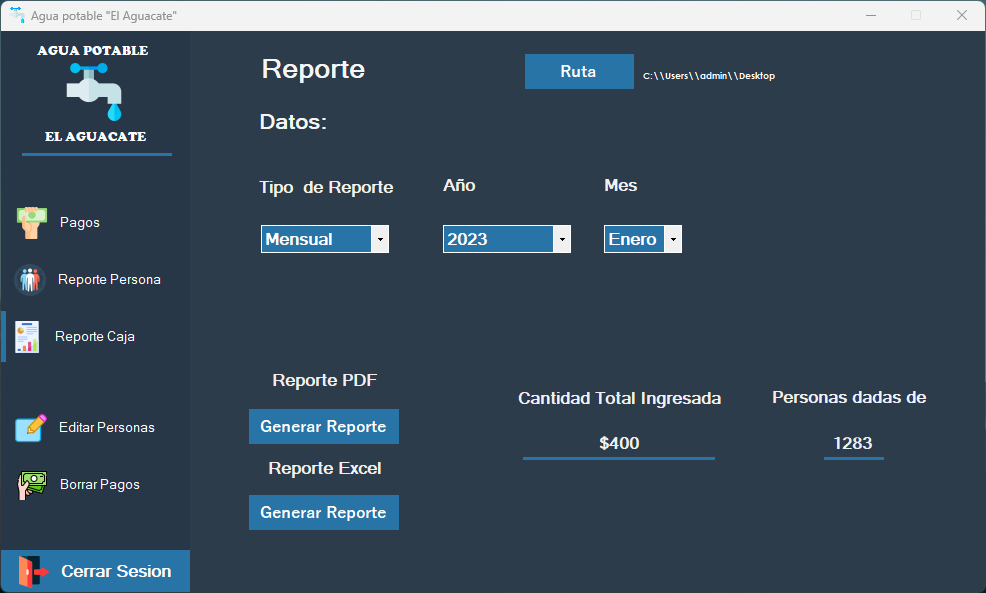 Agua potable "El Aguacate"
AGUA POTABLE
EL AGUACATE
Pagos
Reporte Persona
Reporte Caja
Editar Personas
Borrar Pagos
Cerrar Sesion
Reporte
Ruta
C:\\Users\\admin\\Desktop
Datos:
Tipo  de Reporte
Año
Mes
Mensual
2023
Enero
Reporte PDF
Generar Reporte
Reporte Excel
Generar Reporte
Cantidad Total Ingresada
$400
Personas dadas de
1283